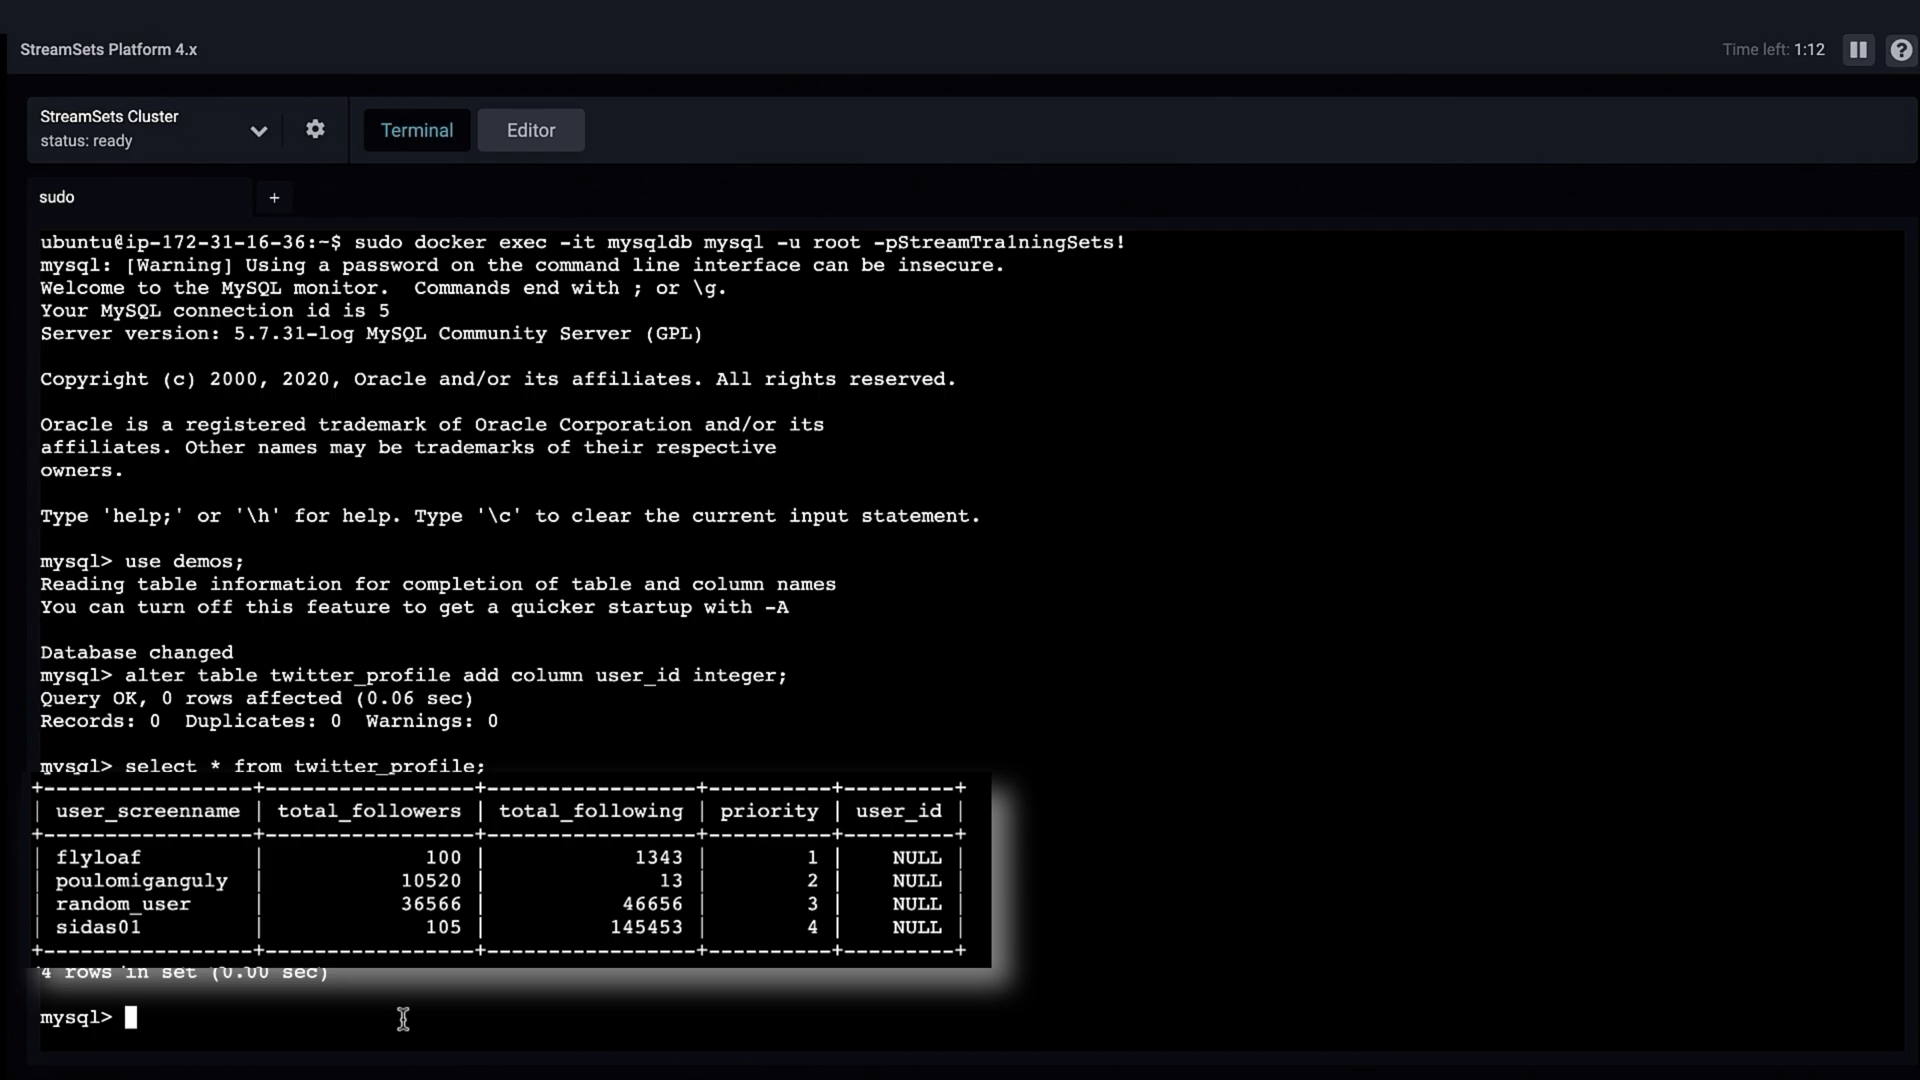 StreamSets Platform 4.x
Time left: 1:12
StreamSets Cluster
status: ready
Terminal
Editor
sudo
+
ubuntu@ip-172-31-16-36:~$ sudo docker exec -it mysqldb mysql -u root -pStreamTra1ningSets!
mysql: [Warning] Using a password on the command line interface can be insecure.
Welcome to the MySQL monitor.  Commands end with ; or \g.
Your MySQL connection id is 5
Server version: 5.7.31-log MySQL Community Server (GPL)
Copyright (c) 2000, 2020, Oracle and/or its affiliates. All rights reserved.
Oracle is a registered trademark of Oracle Corporation and/or its
affiliates. Other names may be trademarks of their respective
owners.
Type 'help;' or '\h' for help. Type '\c' to clear the current input statement.
mysql> use demos;
Reading table information for completion of table and column names
You can turn off this feature to get a quicker startup with -A
Database changed
mysql> alter table twitter_profile add column user_id integer;
Query OK, 0 rows affected (0.06 sec)
Records: 0  Duplicates: 0  Warnings: 0
mysql> select * from twitter_profile;
+-----------------+-----------------+-----------------+----------+---------+
| user_screenname | total_followers | total_following | priority | user_id |
+-----------------+-----------------+-----------------+----------+---------+
| flyloaf         |             100 |            1343 |        1 |    NULL |
| poulomiganguly  |           10520 |              13 |        2 |    NULL |
| random_user     |           36566 |           46656 |        3 |    NULL |
| sidas01         |             105 |          145453 |        4 |    NULL |
+-----------------+-----------------+-----------------+----------+---------+
4 rows in set (0.00 sec)
mysql>